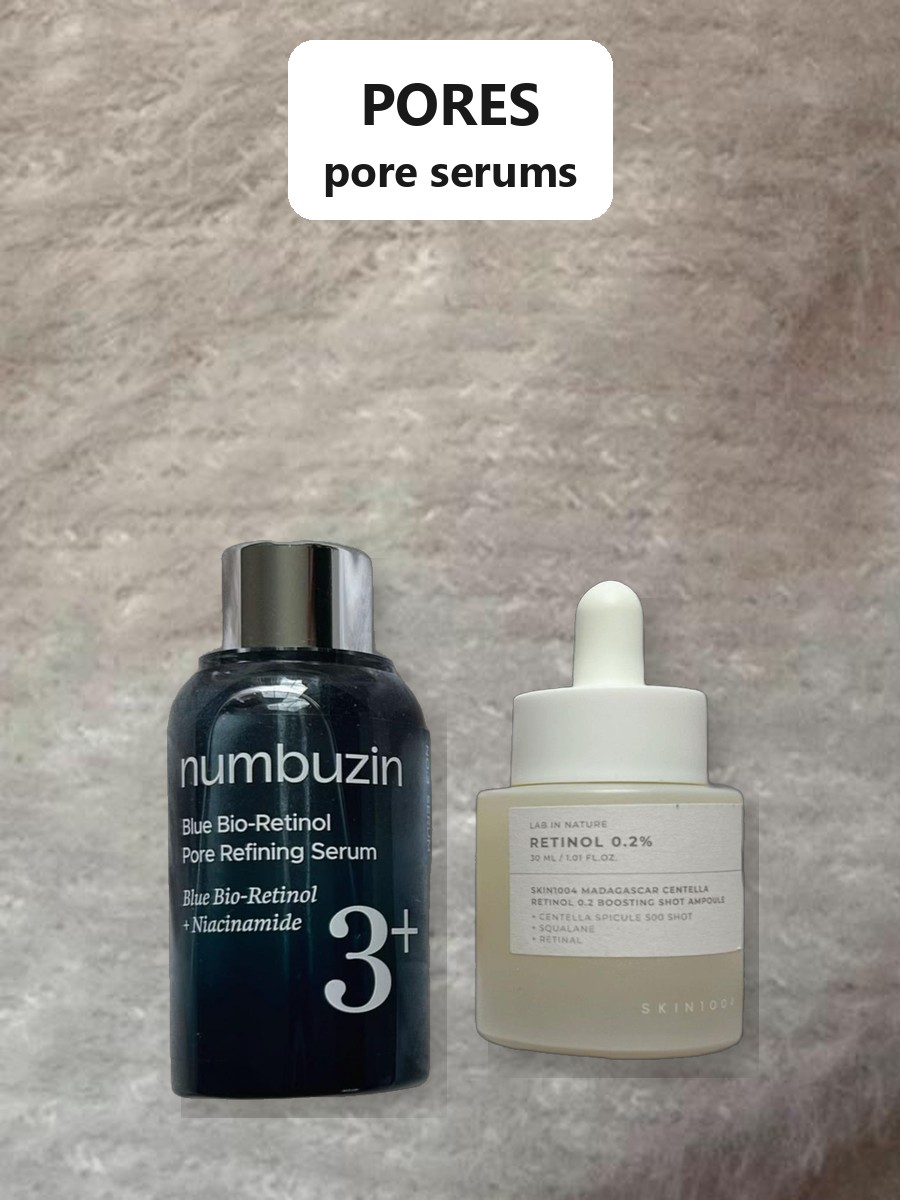 PORES
pore serums
numbuzin
Blue Bio-Retinol
Pore Refining Serum
Blue Bio-Retinol
+ Niacinamide
3+
LAB IN NATURE
RETINOL 0.2%
30 ML / 1.01 FL.OZ.
SKIN1004 MADAGASCAR CENTELLA
RETINOL 0.2 BOOSTING SHOT AMPOULE
+ CENTELLA SPICULE 500 SHOT
+ SQUALANE
+ RETINAL
SKIN1004